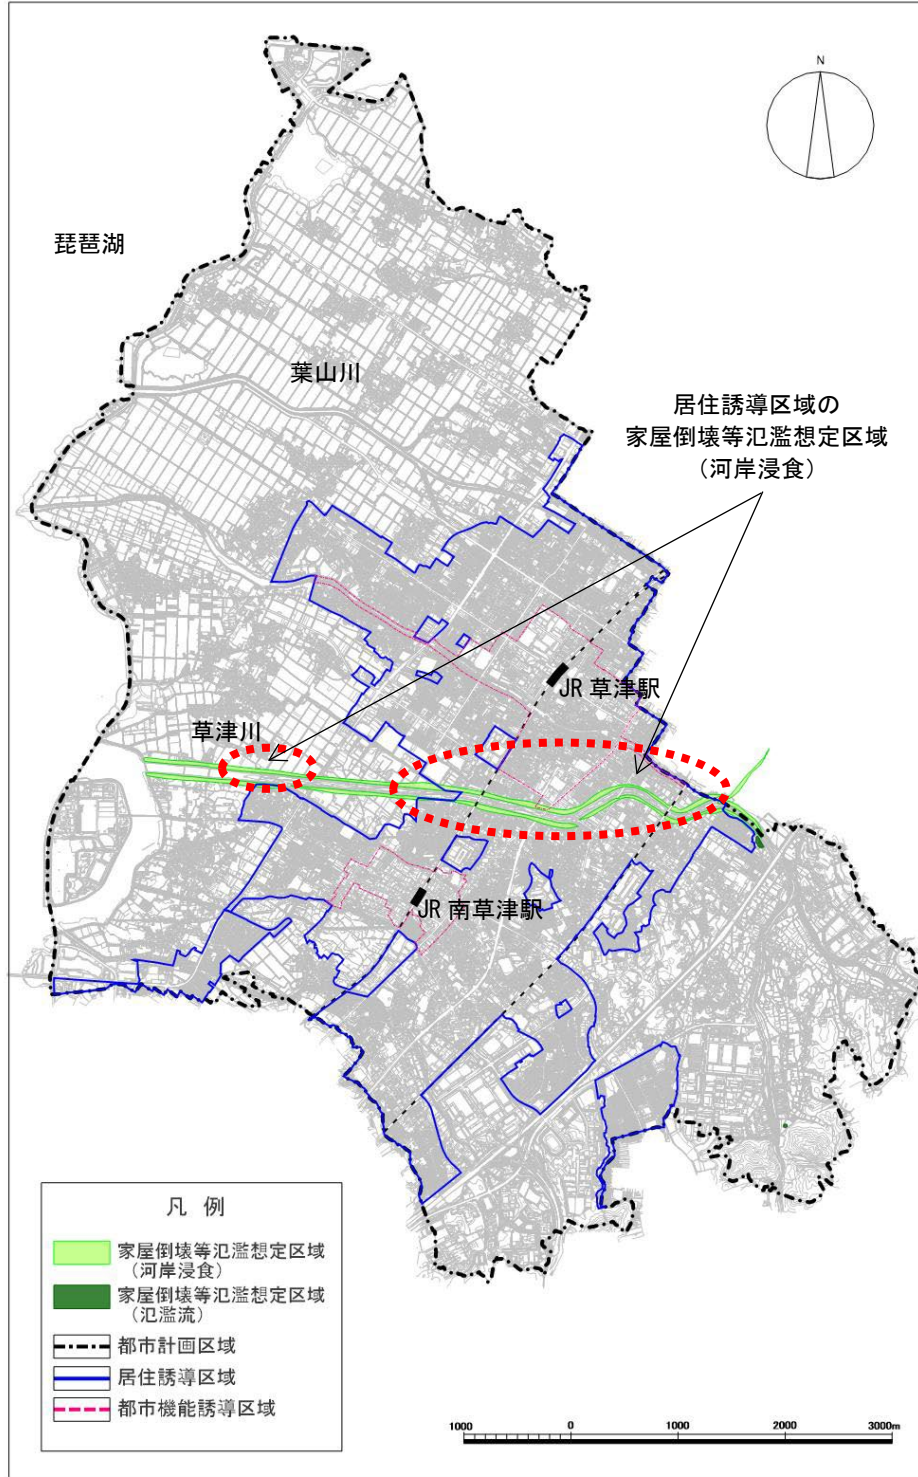 N
琵琶湖
葉山川
居住誘導区域の
家屋倒壊等氾濫想定区域
（河岸浸食）
JR 草津駅
草津川
JR 南草津駅
凡 例
家屋倒壊等氾濫想定区域
（河岸浸食）
家屋倒壊等氾濫想定区域
（氾濫流）
都市計画区域
居住誘導区域
都市機能誘導区域
1000 0 1000 2000 3000m